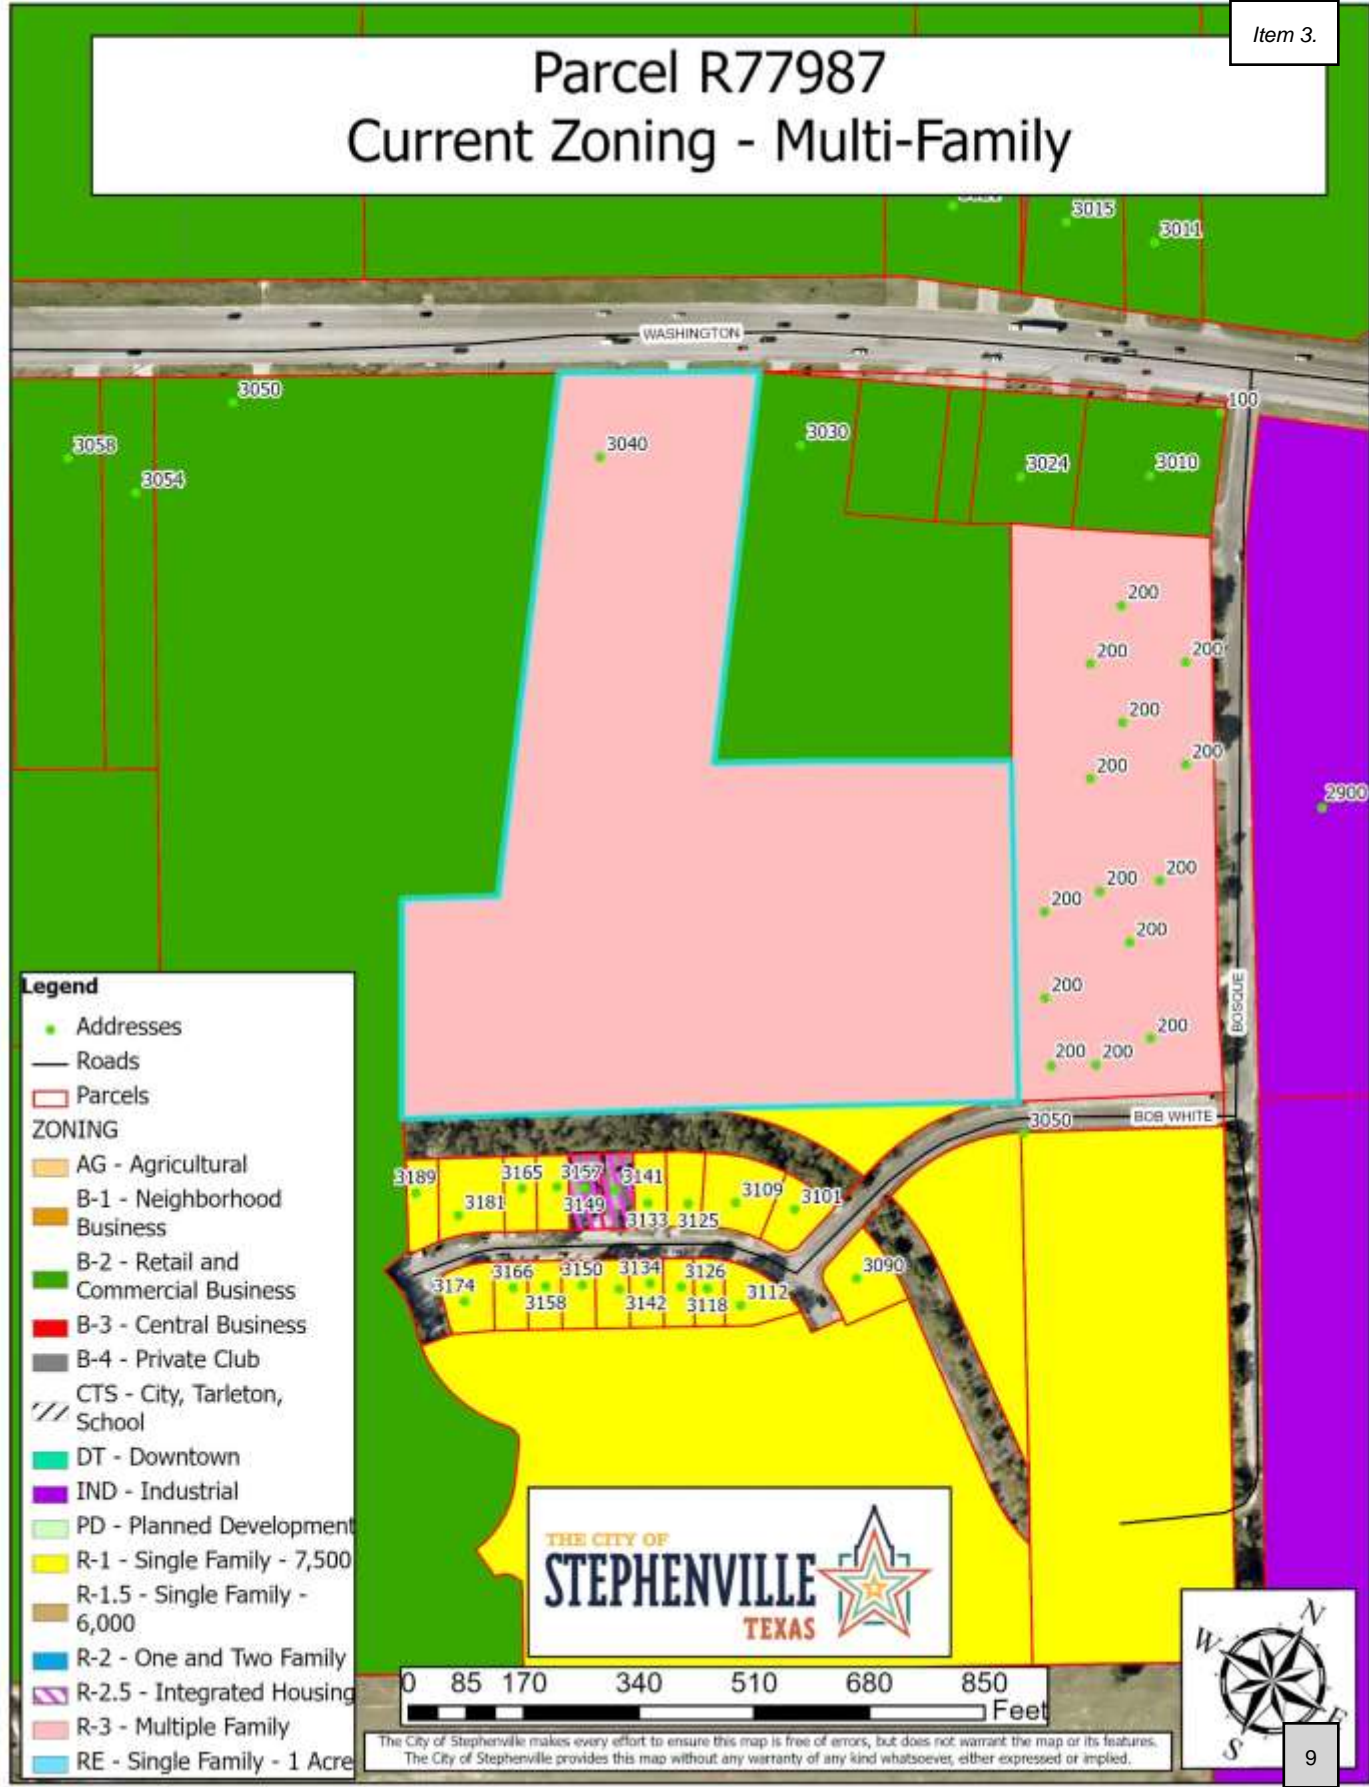 Item 3.
Parcel R77987
Current Zoning - Multi-Family
3015
3011
WASHINGTON
3050
100
3058
3040
3030
3054
3024
3010
200
200
200
200
200
200
2900
200
200
200
200
200
BOSQUE
200
200
200
3050
BOB WHITE
3189
3165
3157
3141
3181
3149
3109
3101
3133
3125
3090
3174
3166
3150
3134
3126
3158
3142
3118
3112
Legend
Addresses
Roads
Parcels
ZONING
AG - Agricultural
B-1 - Neighborhood
Business
B-2 - Retail and
Commercial Business
B-3 - Central Business
B-4 - Private Club
CTS - City, Tarleton,
School
DT - Downtown
IND - Industrial
PD - Planned Development
R-1 - Single Family - 7,500
R-1.5 - Single Family -
6,000
R-2 - One and Two Family
R-2.5 - Integrated Housing
R-3 - Multiple Family
RE - Single Family - 1 Acre
THE CITY OF
STEPHENVILLE
TEXAS
0 85 170 340 510 680 850
Feet
The City of Stephenville makes every effort to ensure this map is free of errors, but does not warrant the map or its features.
The City of Stephenville provides this map without any warranty of any kind whatsoever, either expressed or implied.
N
W
E
S
9